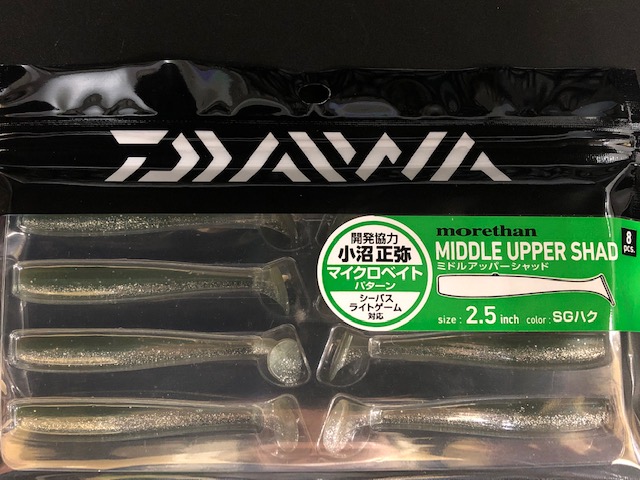 DAIWA
開発協力
小沼正弥
マイクロベイト
パターン
シーバス
ライトゲーム
対応
morethan
MIDDLE UPPER SHAD
ミドルアッパーシャッド
8
pcs.
size : 2.5 inch color : SGハク